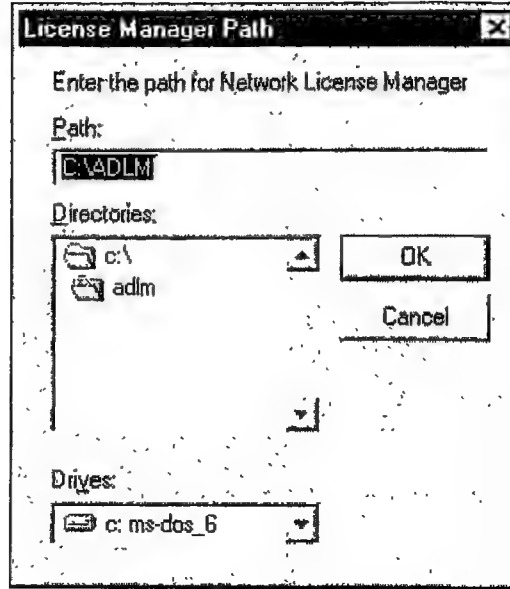 License Manager Path
Enter the path for Network License Manager
Path:
C:\ADLM
Directories:
c:\
OK
adlm
Cancel
Drives:
c: ms-dos_6